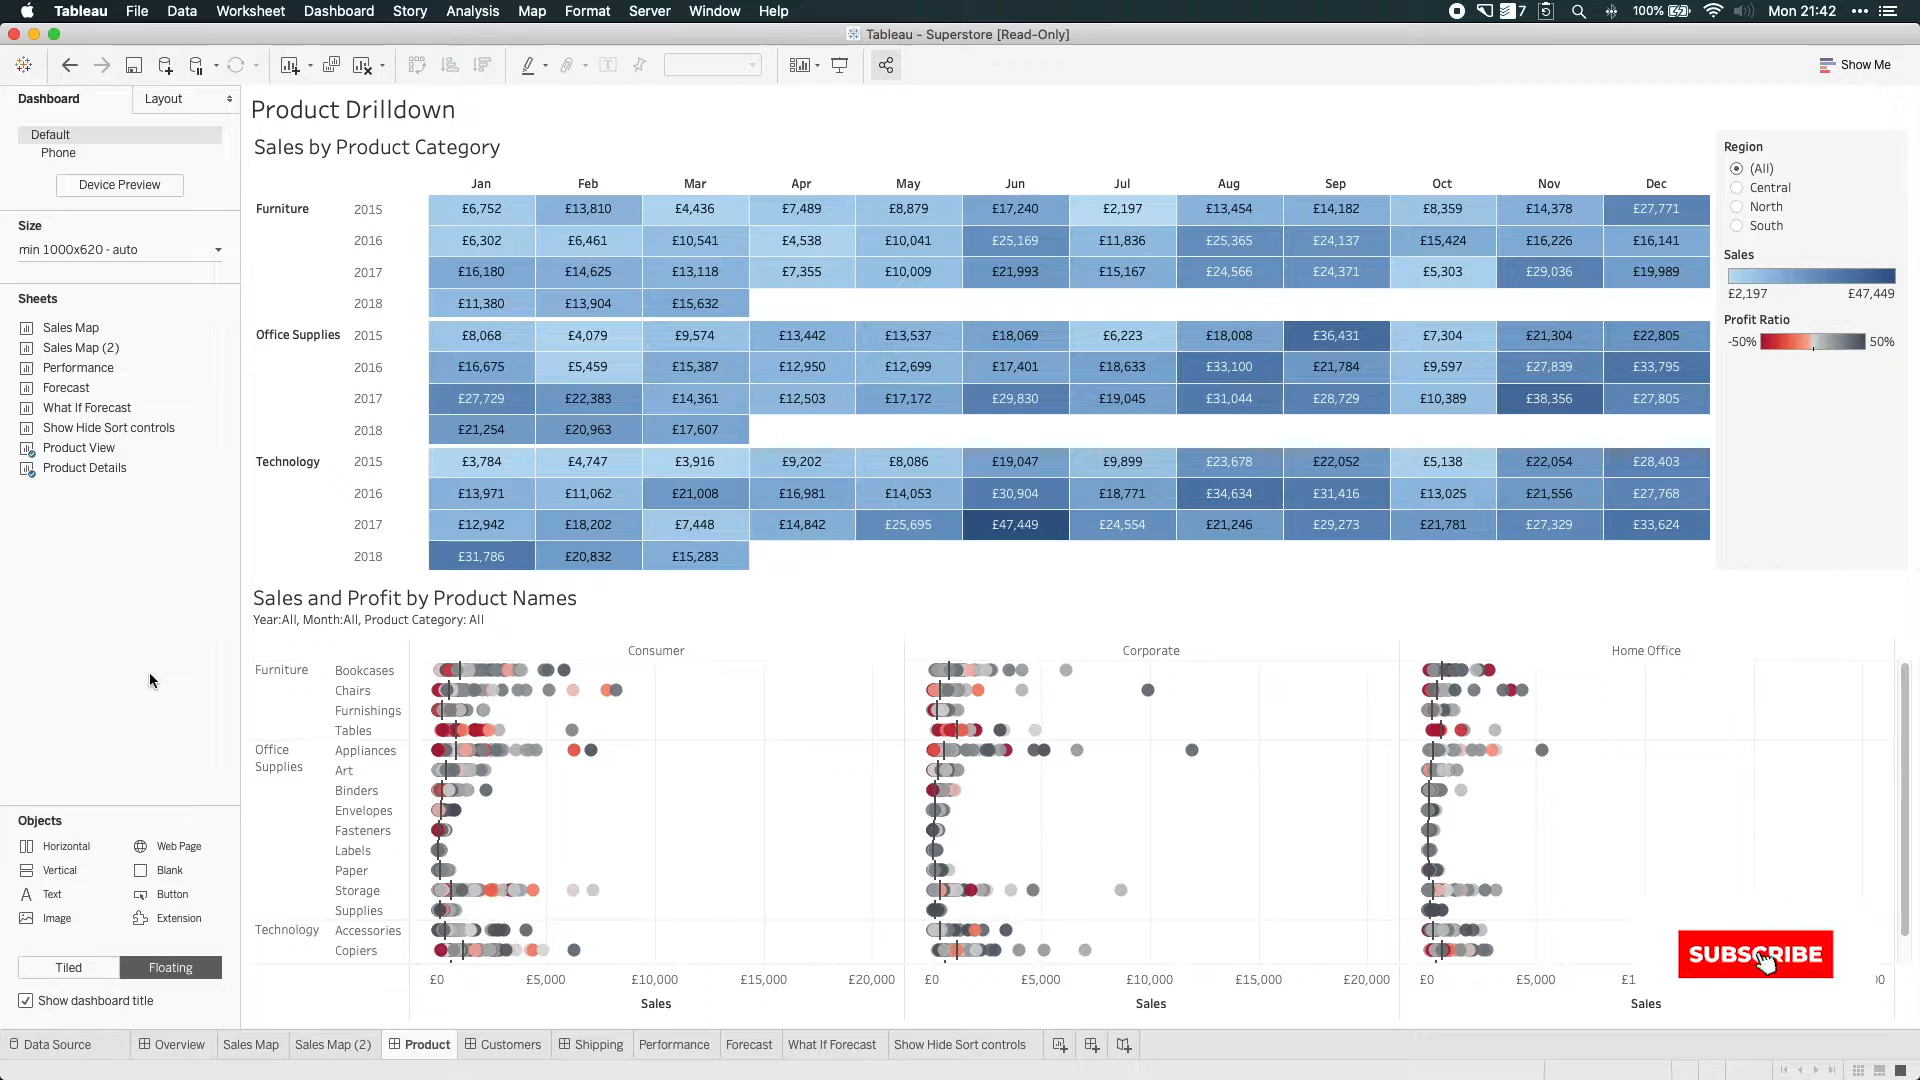 Tableau File Data Worksheet Dashboard Story Analysis Map Format Server Window Help 7 100% Mon 21:42
Tableau - Superstore [Read-Only]
Show Me
Dashboard Layout
Default
Phone
Device Preview
Size
min 1000x620 - auto
Sheets
Sales Map
Sales Map (2)
Performance
Forecast
What If Forecast
Show Hide Sort controls
Product View
Product Details
Objects
Horizontal Web Page
Vertical Blank
Text Button
Image Extension
Tiled Floating
Show dashboard title
Product Drilldown
Sales by Product Category
Jan Feb Mar Apr May Jun Jul Aug Sep Oct Nov Dec
Furniture 2015 £6,752 £13,810 £4,436 £7,489 £8,879 £17,240 £2,197 £13,454 £14,182 £8,359 £14,378 £27,771
2016 £6,302 £6,461 £10,541 £4,538 £10,041 £25,169 £11,836 £25,365 £24,137 £15,424 £16,226 £16,141
2017 £16,180 £14,625 £13,118 £7,355 £10,009 £21,993 £15,167 £24,566 £24,371 £5,303 £29,036 £19,989
2018 £11,380 £13,904 £15,632
Office Supplies 2015 £8,068 £4,079 £9,574 £13,442 £13,537 £18,069 £6,223 £18,008 £36,431 £7,304 £21,304 £22,805
2016 £16,675 £5,459 £15,387 £12,950 £12,699 £17,401 £18,633 £33,100 £21,784 £9,597 £27,839 £33,795
2017 £27,729 £22,383 £14,361 £12,503 £17,172 £29,830 £19,045 £31,044 £28,729 £10,389 £38,356 £27,805
2018 £21,254 £20,963 £17,607
Technology 2015 £3,784 £4,747 £3,916 £9,202 £8,086 £19,047 £9,899 £23,678 £22,052 £5,138 £22,054 £28,403
2016 £13,971 £11,062 £21,008 £16,981 £14,053 £30,904 £18,771 £34,634 £31,416 £13,025 £21,556 £27,768
2017 £12,942 £18,202 £7,448 £14,842 £25,695 £47,449 £24,554 £21,246 £29,273 £21,781 £27,329 £33,624
2018 £31,786 £20,832 £15,283
Region
(All)
Central
North
South
Sales
£2,197 £47,449
Profit Ratio
-50% 50%
Sales and Profit by Product Names
Year:All, Month:All, Product Category: All
Consumer Corporate Home Office
Furniture Bookcases
Chairs
Furnishings
Tables
Office Supplies Appliances
Art
Binders
Envelopes
Fasteners
Labels
Paper
Storage
Supplies
Technology Accessories
Copiers
SUBSCRIBE
£0 £5,000 £10,000 £15,000 £20,000 £0 £5,000 £10,000 £15,000 £20,000 £0 £5,000 £1
Sales Sales Sales
Data Source Overview Sales Map Sales Map (2) Product Customers Shipping Performance Forecast What If Forecast Show Hide Sort controls